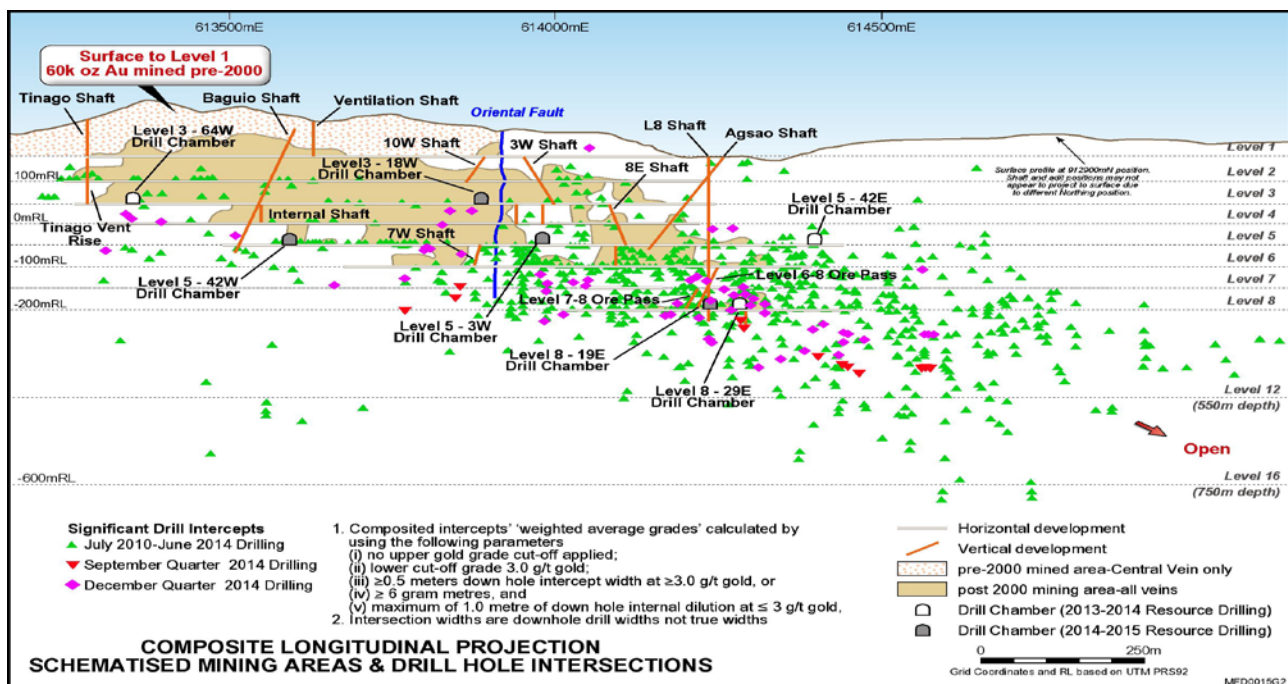 613500mE
614000mE
614500mE
Surface to Level 1
60k oz Au mined pre-2000
Tinago Shaft
Baguio Shaft
Ventilation Shaft
Oriental Fault
Level 3 - 64W
Drill Chamber
10W Shaft
3W Shaft
L8 Shaft
Agsao Shaft
Level3 - 18W
Drill Chamber
8E Shaft
Surface profile at 912900mN position.
Shaft and adit positions may not
appear to project to surface due
to different Northing position.
Level 1
Level 2
Level 3
Level 4
Level 5
Level 6
Level 7
Level 8
Level 12
(550m depth)
Level 16
(750m depth)
100mRL
0mRL
-100mRL
-200mRL
-600mRL
Tinago Vent
Rise
Internal Shaft
7W Shaft
Level 5 - 42E
Drill Chamber
Level 5 - 42W
Drill Chamber
Level 5 - 3W
Drill Chamber
Level 6-8 Ore Pass
Level 7-8 Ore Pass
Level 8 - 19E
Drill Chamber
Level 8 - 29E
Drill Chamber
Open
Significant Drill Intercepts
July 2010-June 2014 Drilling
September Quarter 2014 Drilling
December Quarter 2014 Drilling
1. Composited intercepts' 'weighted average grades' calculated by
using the following parameters
(i) no upper gold grade cut-off applied;
(ii) lower cut-off grade 3.0 g/t gold;
(iii) ≥0.5 meters down hole intercept width at ≥3.0 g/t gold, or
(iv) ≥ 6 gram metres, and
(v) maximum of 1.0 metre of down hole internal dilution at ≤ 3 g/t gold,
2. Intersection widths are downhole drill widths not true widths
Horizontal development
Vertical development
pre-2000 mined area-Central Vein only
post 2000 mining area-all veins
Drill Chamber (2013-2014 Resource Drilling)
Drill Chamber (2014-2015 Resource Drilling)
0
250m
Grid Coordinates and RL based on UTM PRS92
COMPOSITE LONGITUDINAL PROJECTION
SCHEMATISED MINING AREAS & DRILL HOLE INTERSECTIONS
MED0015G2